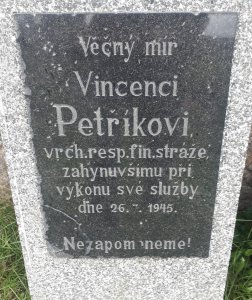 Věčný mír
Vincenci
Petříkovi,
vrch.resp.fin.stráže,
zahynuvšímu při
výkonu své služby
dne 26. . 1945.
Nezapomeneme!